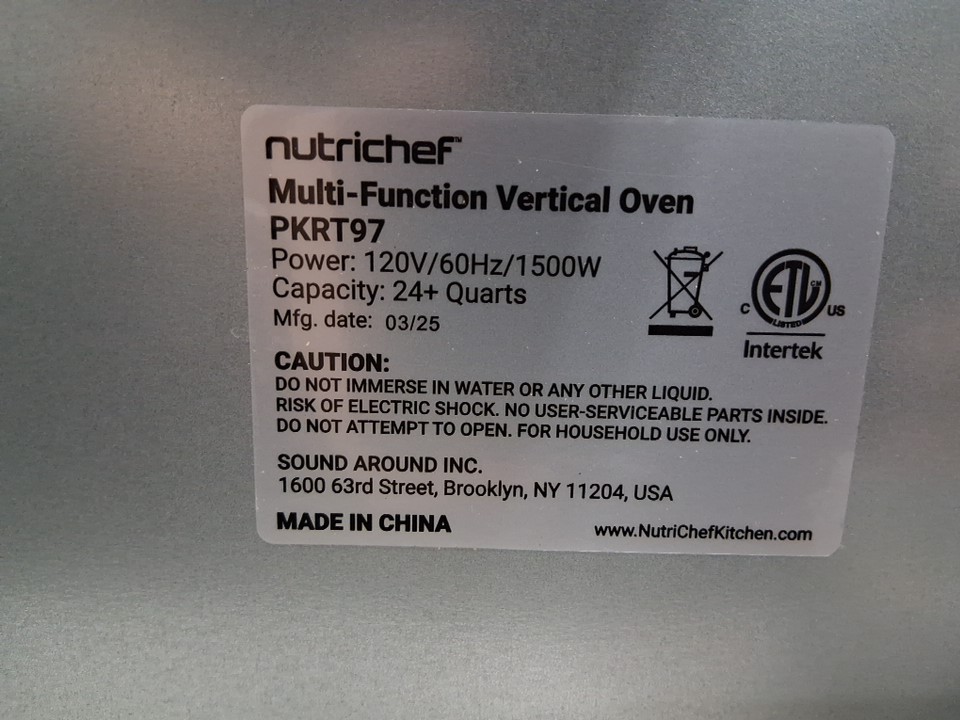 nutrichef™
Multi-Function Vertical Oven
PKRT97
Power: 120V/60Hz/1500W
Capacity: 24+ Quarts
Mfg. date: 03/25
ETL CM
LISTED
C US
Intertek
CAUTION:
DO NOT IMMERSE IN WATER OR ANY OTHER LIQUID.
RISK OF ELECTRIC SHOCK. NO USER-SERVICEABLE PARTS INSIDE.
DO NOT ATTEMPT TO OPEN. FOR HOUSEHOLD USE ONLY.
SOUND AROUND INC.
1600 63rd Street, Brooklyn, NY 11204, USA
MADE IN CHINA
www.NutriChefKitchen.com